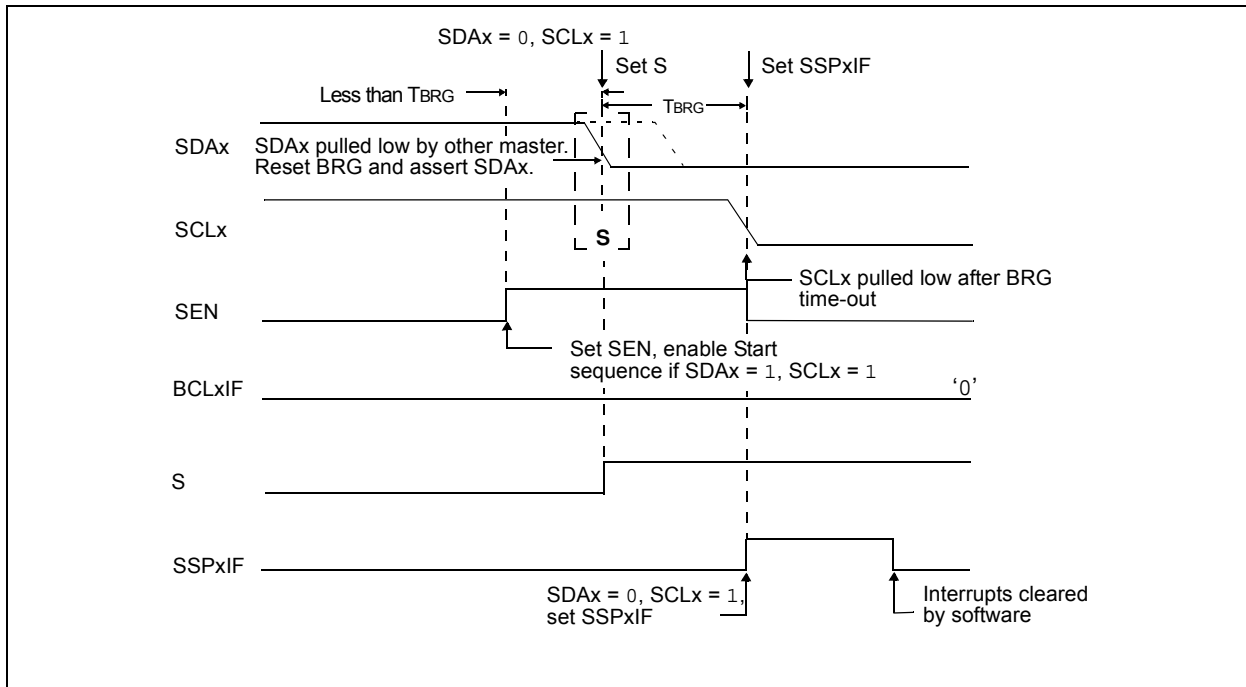 SDAx = 0, SCLx = 1
Set S
Set SSPxIF
Less than TBRG
TBRG
SDAx
SDAx pulled low by other master.
Reset BRG and assert SDAx.
SCLx
S
SCLx pulled low after BRG
time-out
SEN
Set SEN, enable Start
sequence if SDAx = 1, SCLx = 1
BCLxIF
‘0’
S
SSPxIF
SDAx = 0, SCLx = 1,
set SSPxIF
Interrupts cleared
by software